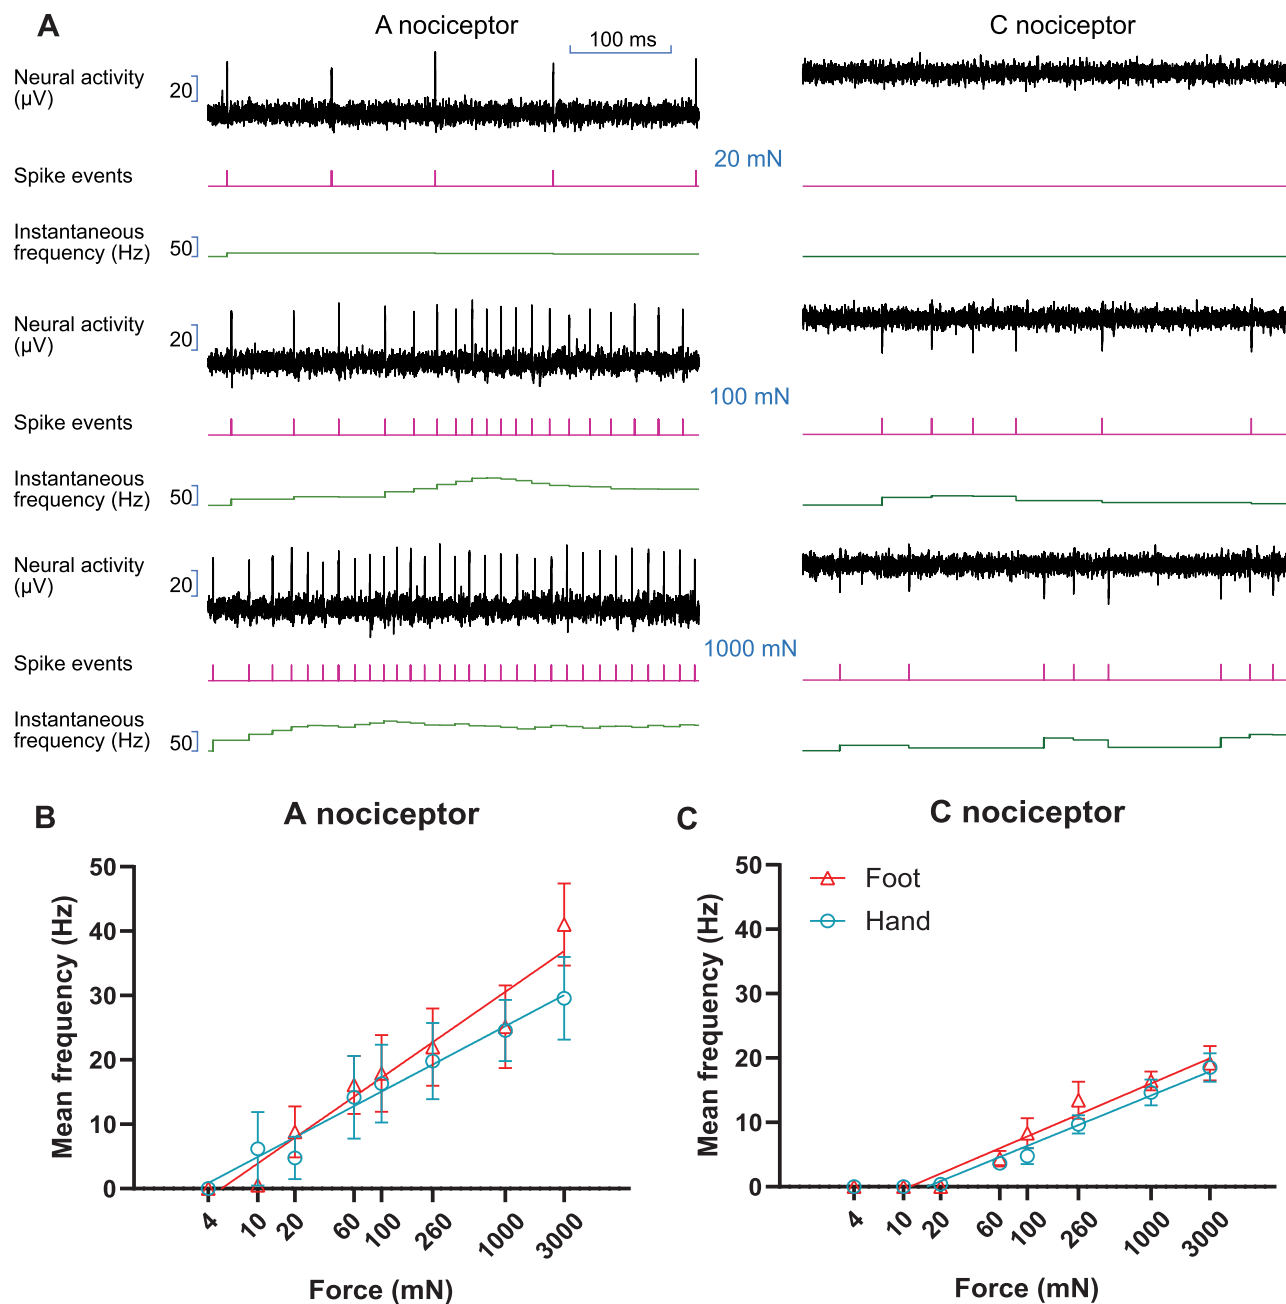 A
A nociceptor
C nociceptor
100 ms
Neural activity
(µV)
20
20 mN
Spike events
Instantaneous
frequency (Hz)
50
Neural activity
(µV)
20
100 mN
Spike events
Instantaneous
frequency (Hz)
50
Neural activity
(µV)
20
1000 mN
Spike events
Instantaneous
frequency (Hz)
50
B
A nociceptor
50
40
30
20
10
0
Mean frequency (Hz)
4
10
20
60
100
260
1000
3000
Force (mN)
C
C nociceptor
Foot
Hand
50
40
30
20
10
0
Mean frequency (Hz)
4
10
20
60
100
260
1000
3000
Force (mN)